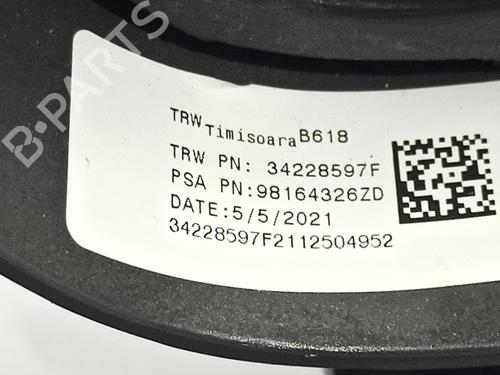 TRW Timisoara B618
TRW PN: 34228597F
PSA PN:98164326ZD
DATE:5/5/2021
34228597F2112504952
B-PARTS